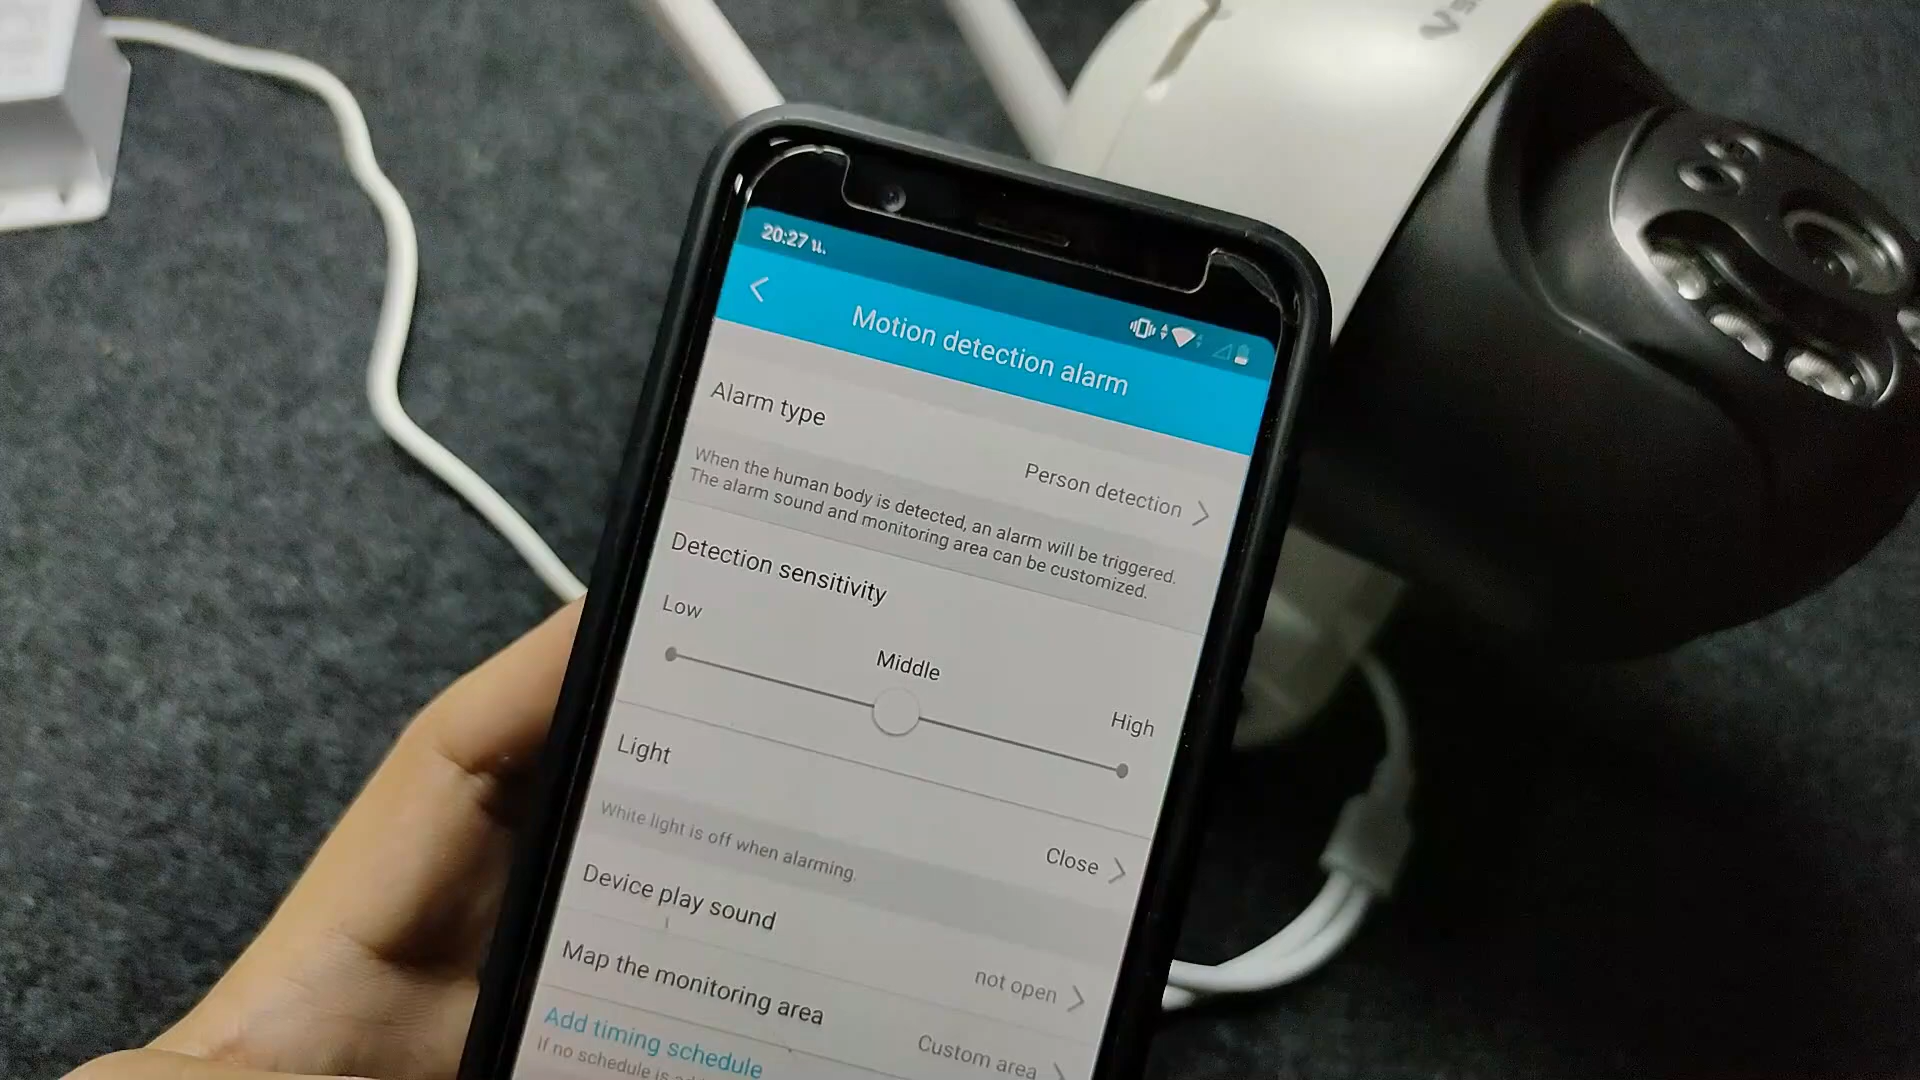 20:27 น.
Motion detection alarm
Alarm type
Person detection
When the human body is detected, an alarm will be triggered.
The alarm sound and monitoring area can be customized.
Detection sensitivity
Low
Middle
High
Light
Close
White light is off when alarming.
Device play sound
not open
Map the monitoring area
Custom area
Add timing schedule
If no schedule is